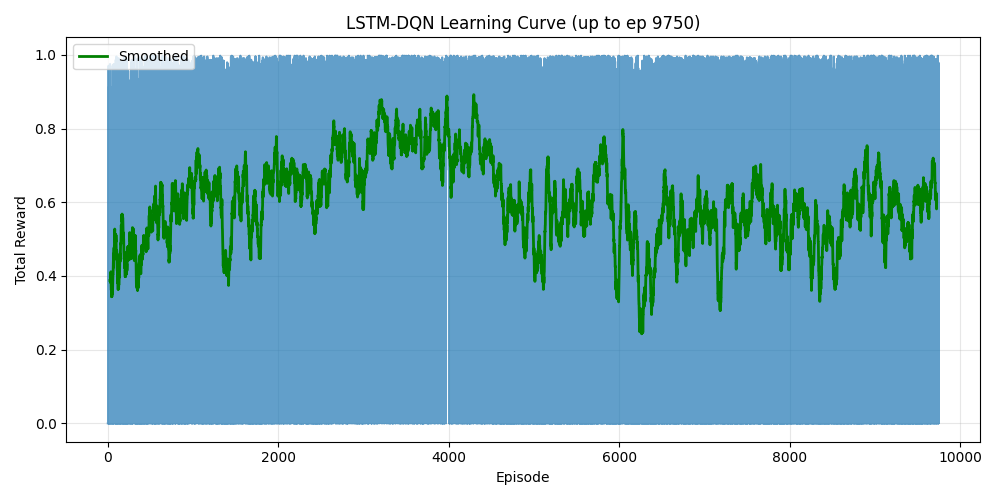 LSTM-DQN Learning Curve (up to ep 9750)
Smoothed
1.0
0.8
0.6
0.4
0.2
0.0
Total Reward
0 2000 4000 6000 8000 10000
Episode